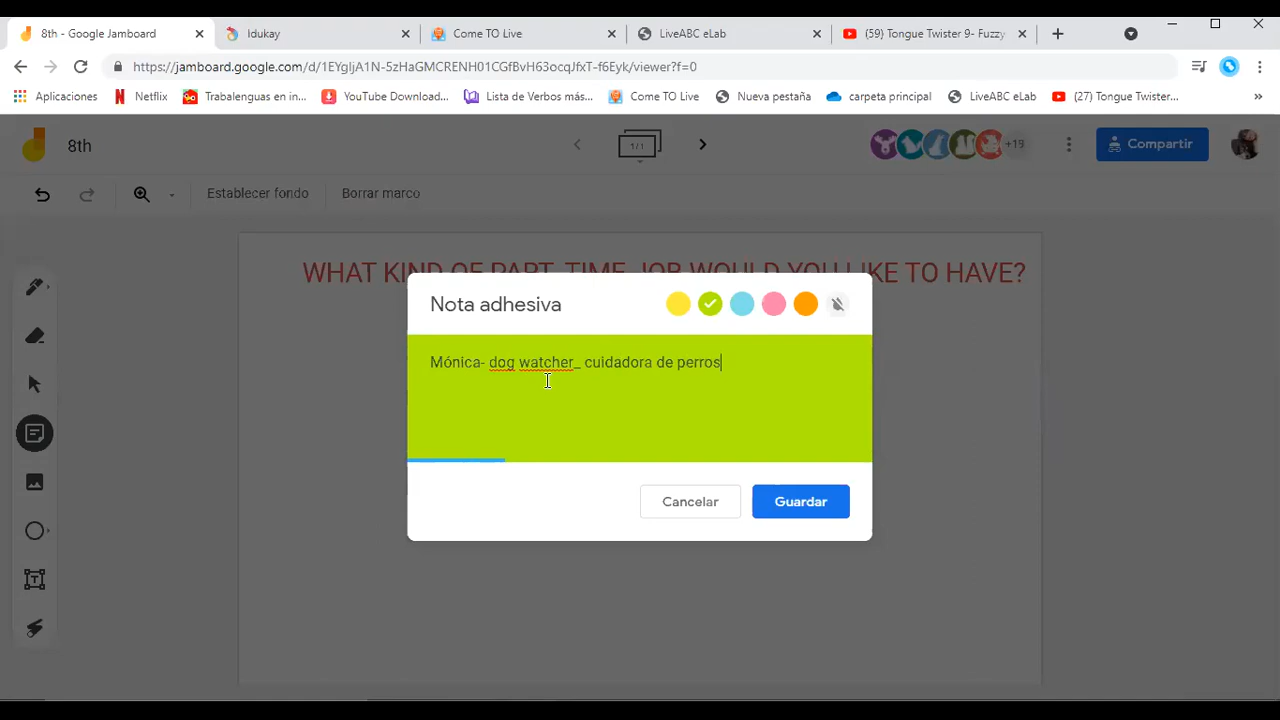 8th - Google Jamboard
Idukay
Come TO Live
LiveABC eLab
(59) Tongue Twister 9- Fuzzy
https://jamboard.google.com/d/1EYgljA1N-5zHaGMCRENH01CGfBvH63ocqJfxT-f6Eyk/viewer?f=0
Aplicaciones
Netflix
Trabalenguas en in...
YouTube Download...
Lista de Verbos más...
Come TO Live
Nueva pestaña
carpeta principal
LiveABC eLab
(27) Tongue Twister...
»
8th
1/1
+19
Compartir
Establecer fondo
Borrar marco
WHAT KIND OF PART-TIME JOB WOULD YOU LIKE TO HAVE?
Nota adhesiva
Mónica- dog watcher_ cuidadora de perros
Cancelar
Guardar